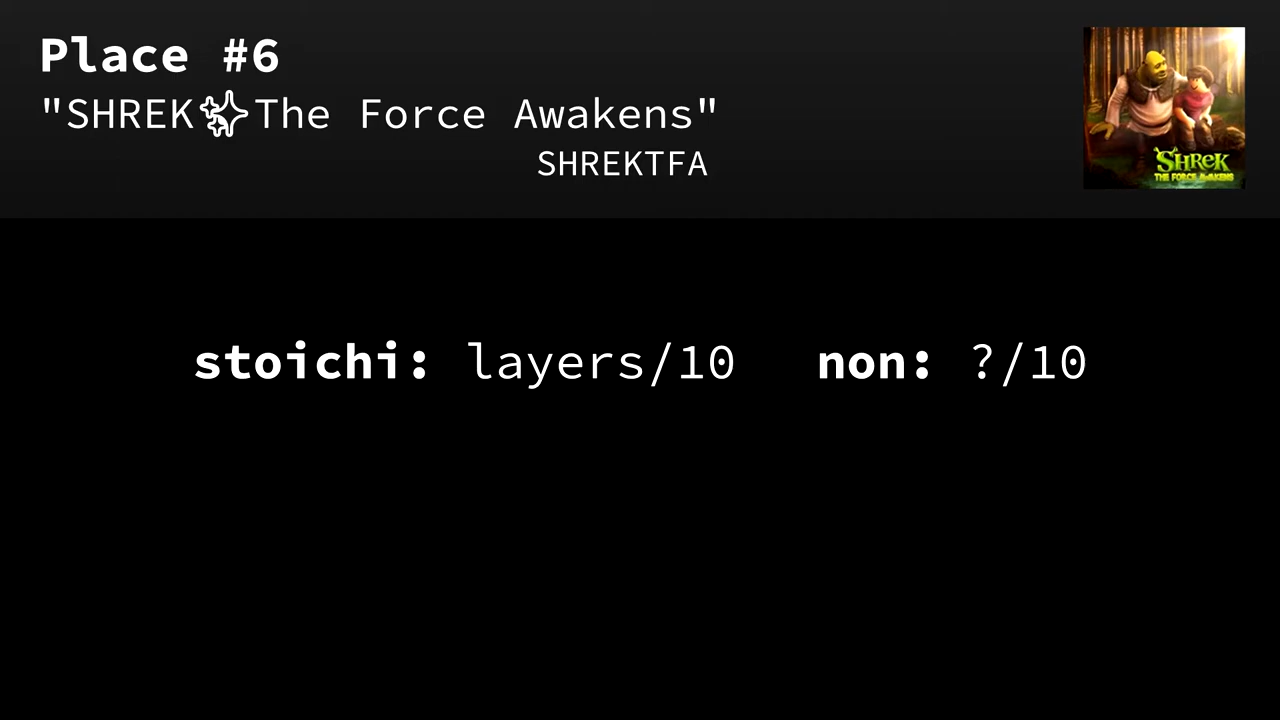 Place #6
"SHREK✨The Force Awakens"
SHREKTFA
SHREK
THE FORCE AWAKENS
stoichi: layers/10 non: ?/10